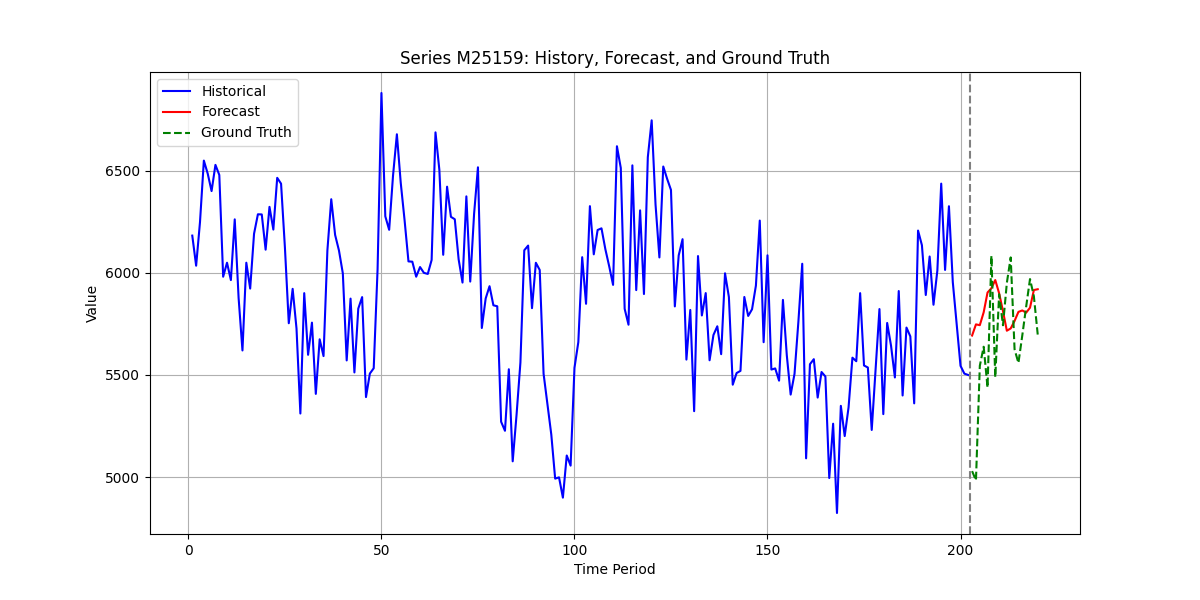 Series M25159: History, Forecast, and Ground Truth
Historical
Forecast
Ground Truth
6500
6000
5500
5000
Value
0 50 100 150 200
Time Period